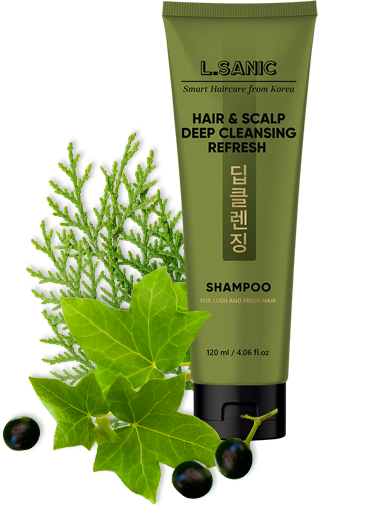 L.SANIC
Smart Haircare from Korea
HAIR & SCALP
DEEP CLEANSING
REFRESH
딥클렌징
SHAMPOO
FOR LUSH AND FRESH HAIR
120 ml / 4.06 fl.oz